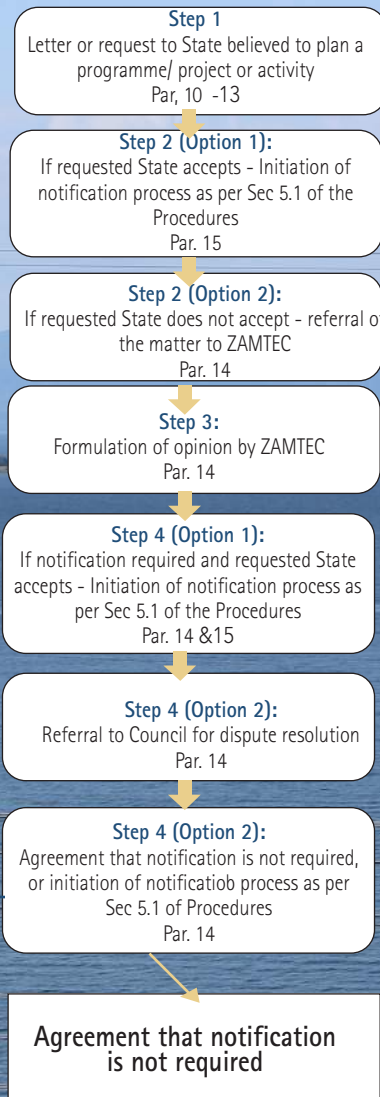 Step 1
Letter or request to State believed to plan a
programme/ project or activity
Par, 10 -13
Step 2 (Option 1):
If requested State accepts - Initiation of
notification process as per Sec 5.1 of the
Procedures
Par. 15
Step 2 (Option 2):
If requested State does not accept - referral of
the matter to ZAMTEC
Par. 14
Step 3:
Formulation of opinion by ZAMTEC
Par. 14
Step 4 (Option 1):
If notification required and requested State
accepts - Initiation of notification process as
per Sec 5.1 of the Procedures
Par. 14 &15
Step 4 (Option 2):
Referral to Council for dispute resolution
Par. 14
Step 4 (Option 2):
Agreement that notification is not required,
or initiation of notificatiob process as per
Sec 5.1 of Procedures
Par. 14
Agreement that notification
is not required